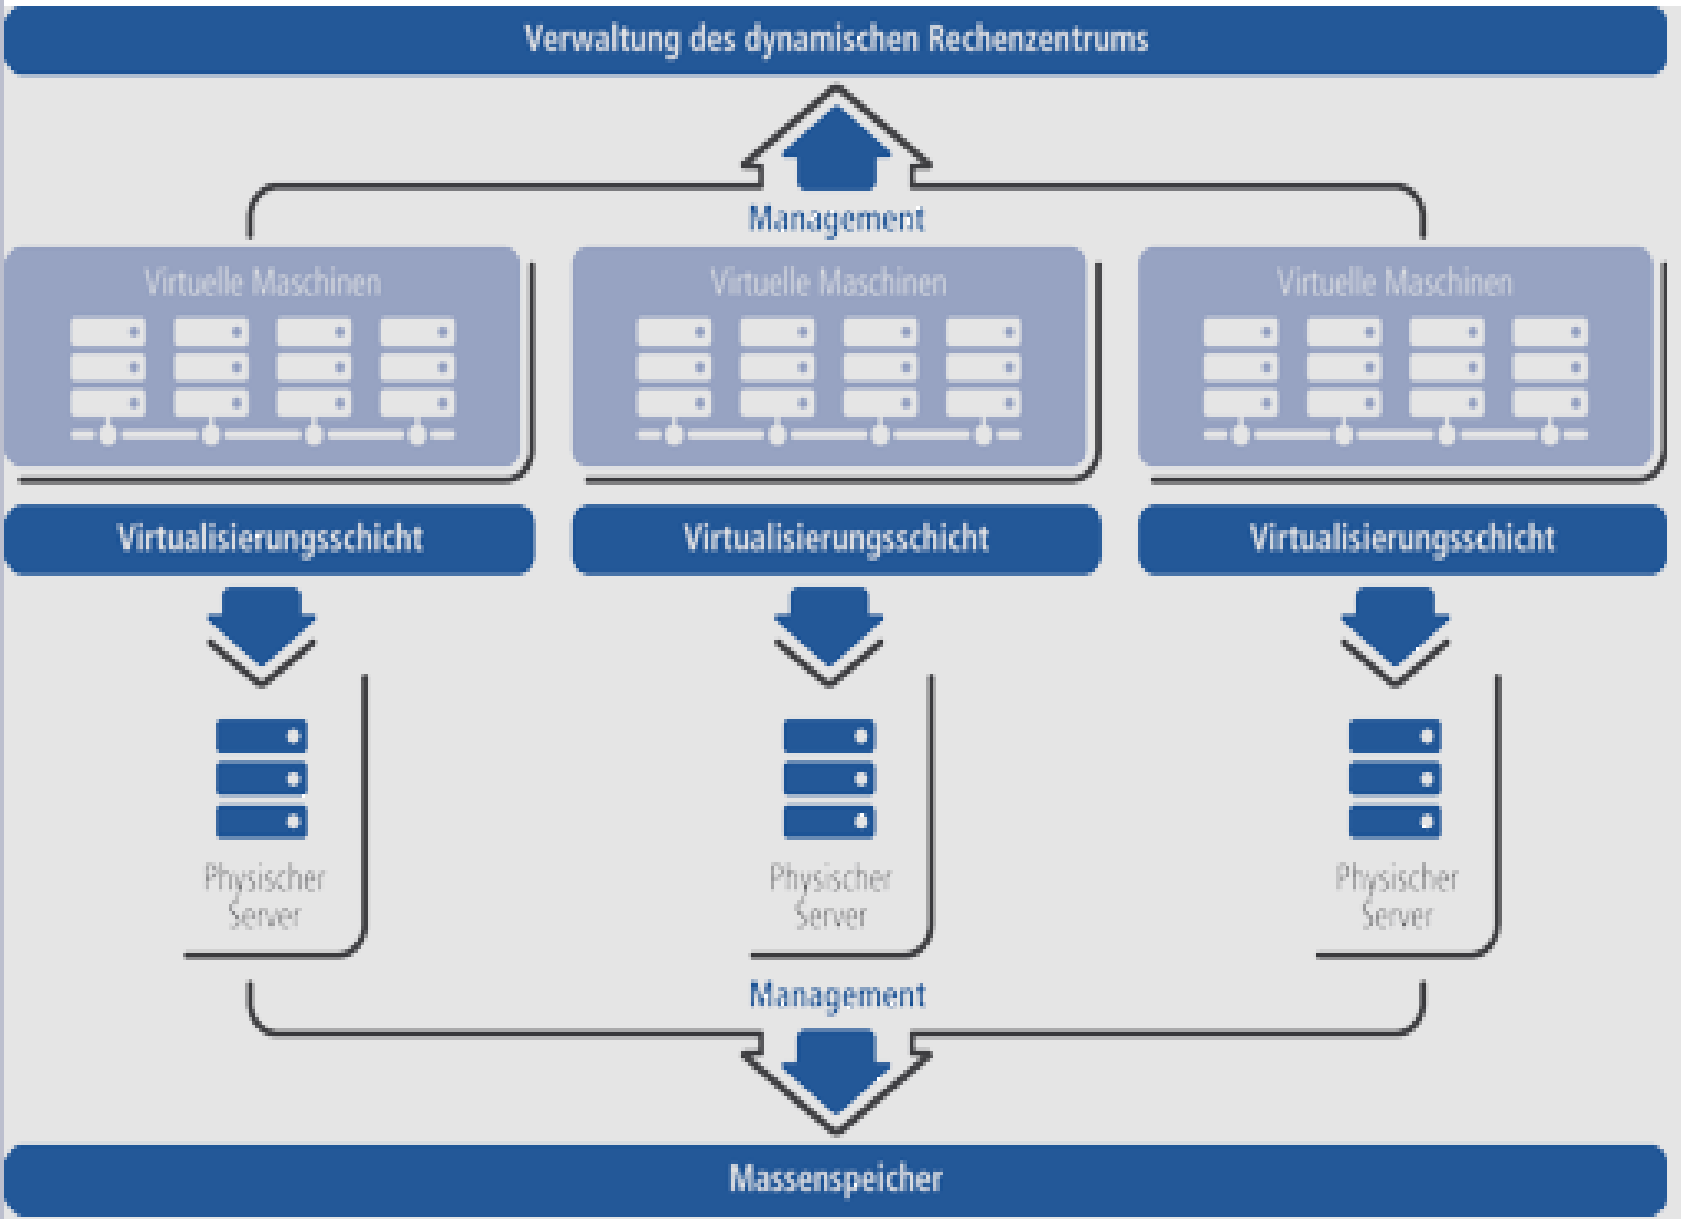 Verwaltung des dynamischen Rechenzentrums
Management
Virtuelle Maschinen
Virtuelle Maschinen
Virtuelle Maschinen
Virtualisierungsschicht
Virtualisierungsschicht
Virtualisierungsschicht
Physischer
Server
Physischer
Server
Physischer
Server
Management
Massenspeicher